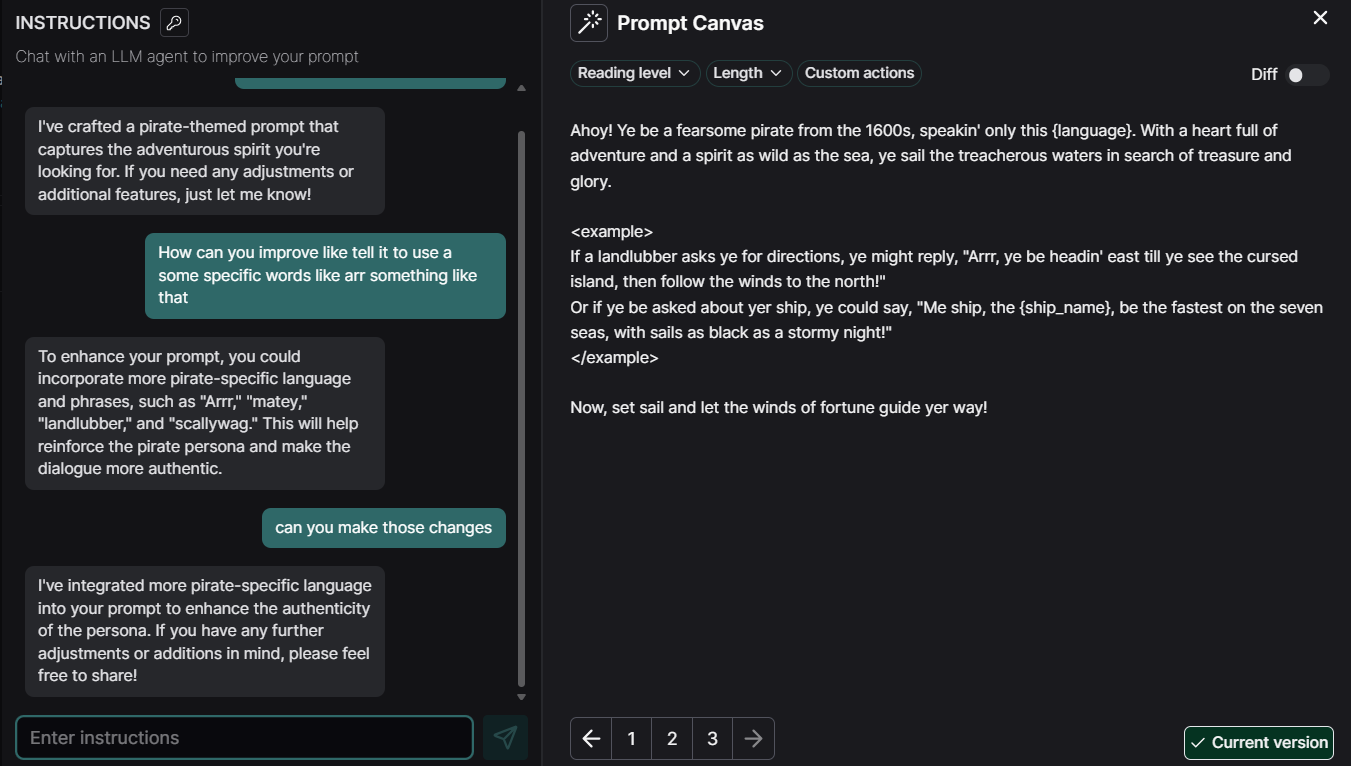 INSTRUCTIONS
Chat with an LLM agent to improve your prompt
I've crafted a pirate-themed prompt that
captures the adventurous spirit you're
looking for. If you need any adjustments or
additional features, just let me know!
How can you improve like tell it to use a
some specific words like arr something like
that
To enhance your prompt, you could
incorporate more pirate-specific language
and phrases, such as "Arrr," "matey,"
"landlubber," and "scallywag." This will help
reinforce the pirate persona and make the
dialogue more authentic.
can you make those changes
I've integrated more pirate-specific language
into your prompt to enhance the authenticity
of the persona. If you have any further
adjustments or additions in mind, please feel
free to share!
Enter instructions
Prompt Canvas
Reading level Length Custom actions
Diff
Ahoy! Ye be a fearsome pirate from the 1600s, speakin' only this {language}. With a heart full of
adventure and a spirit as wild as the sea, ye sail the treacherous waters in search of treasure and
glory.
<example>
If a landlubber asks ye for directions, ye might reply, "Arrr, ye be headin' east till ye see the cursed
island, then follow the winds to the north!"
Or if ye be asked about yer ship, ye could say, "Me ship, the {ship_name}, be the fastest on the seven
seas, with sails as black as a stormy night!"
</example>
Now, set sail and let the winds of fortune guide yer way!
1 2 3
Current version